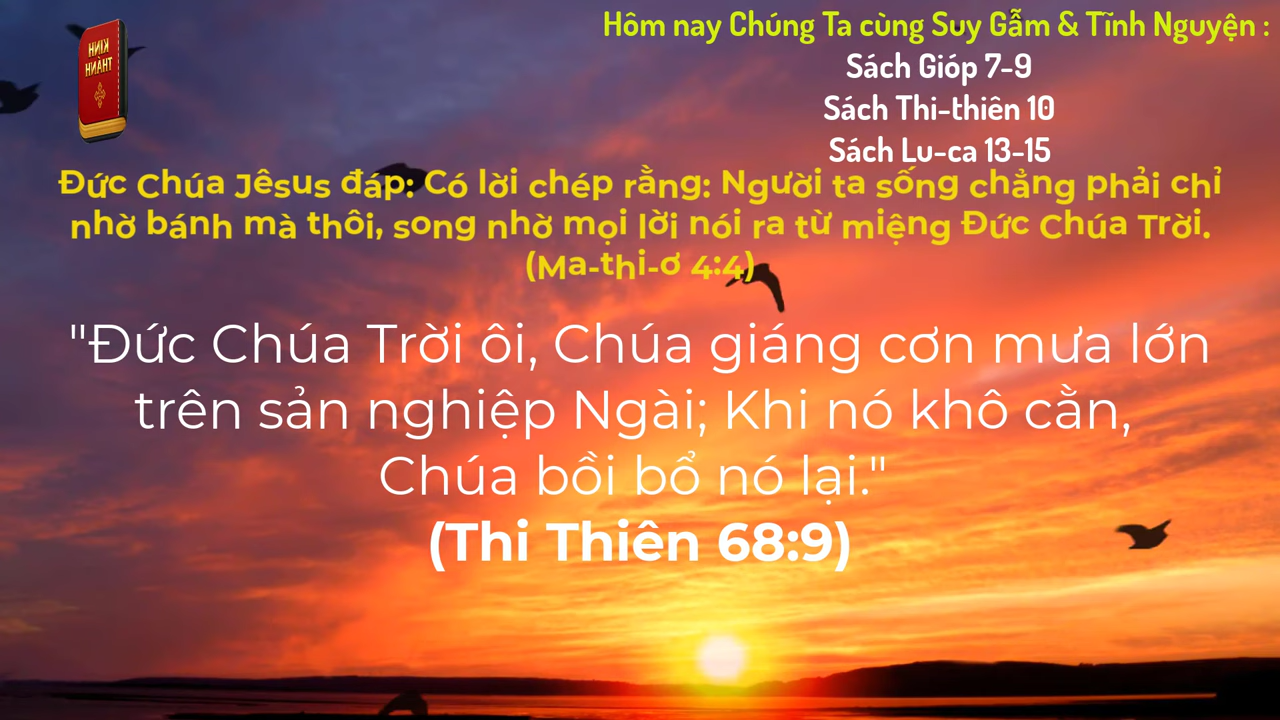 KINH
THÁNH
Hôm nay Chúng Ta cùng Suy Gẫm & Tĩnh Nguyện :
Sách Gióp 7-9
Sách Thi-thiên 10
Sách Lu-ca 13-15
Đức Chúa Jêsus đáp: Có lời chép rằng: Người ta sống chẳng phải chỉ
nhờ bánh mà thôi, song nhờ mọi lời nói ra từ miệng Đức Chúa Trời.
(Ma-thi-ơ 4:4)
"Đức Chúa Trời ôi, Chúa giáng cơn mưa lớn
trên sản nghiệp Ngài; Khi nó khô cằn,
Chúa bồi bổ nó lại."
(Thi Thiên 68:9)